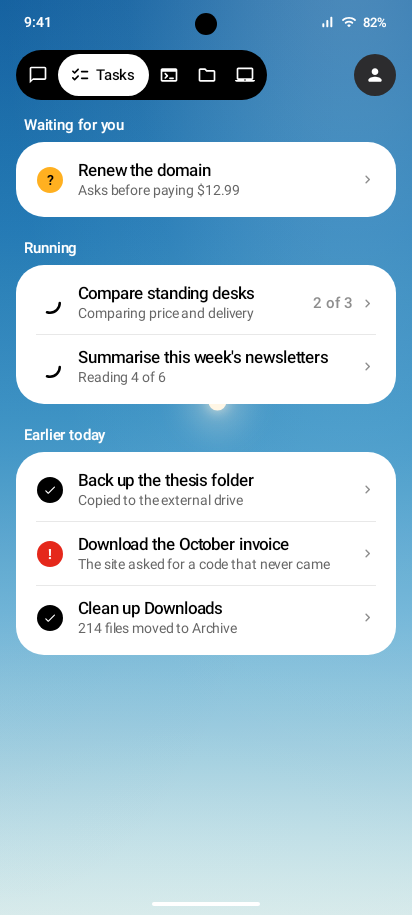 9:41
82%
Tasks
Waiting for you
?
Renew the domain
Asks before paying $12.99
Running
Compare standing desks
Comparing price and delivery
2 of 3
Summarise this week's newsletters
Reading 4 of 6
Earlier today
Back up the thesis folder
Copied to the external drive
!
Download the October invoice
The site asked for a code that never came
Clean up Downloads
214 files moved to Archive